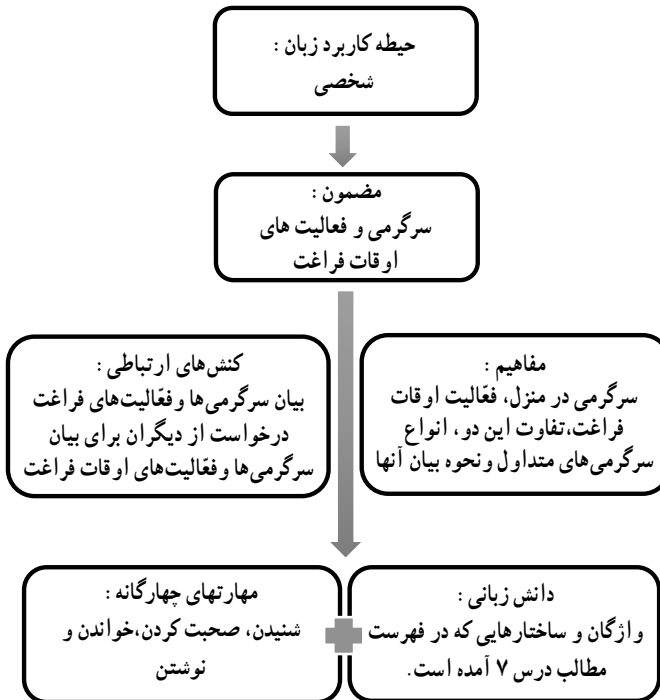 حیطه کاربرد زبان :
شخصی
مضمون :
سرگرمی و فعالیت های
اوقات فراغت
مفاهیم :
سرگرمی در منزل، فعّالیت اوقات
فراغت،تفاوت این دو، انواع
سرگرمی‌های متداول ونحوه بیان آنها
کنش‌های ارتباطی :
بیان سرگرمی‌ها وفعّالیت‌های فراغت
درخواست از دیگران برای بیان
سرگرمی‌ها وفعّالیت‌های اوقات فراغت
دانش زبانی :
واژگان و ساختارهایی که در فهرست
مطالب درس ۷ آمده است.
مهارتهای چهارگانه :
شنیدن، صحبت کردن،خواندن و
نوشتن